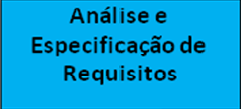 Análise e
Especificação de
Requisitos